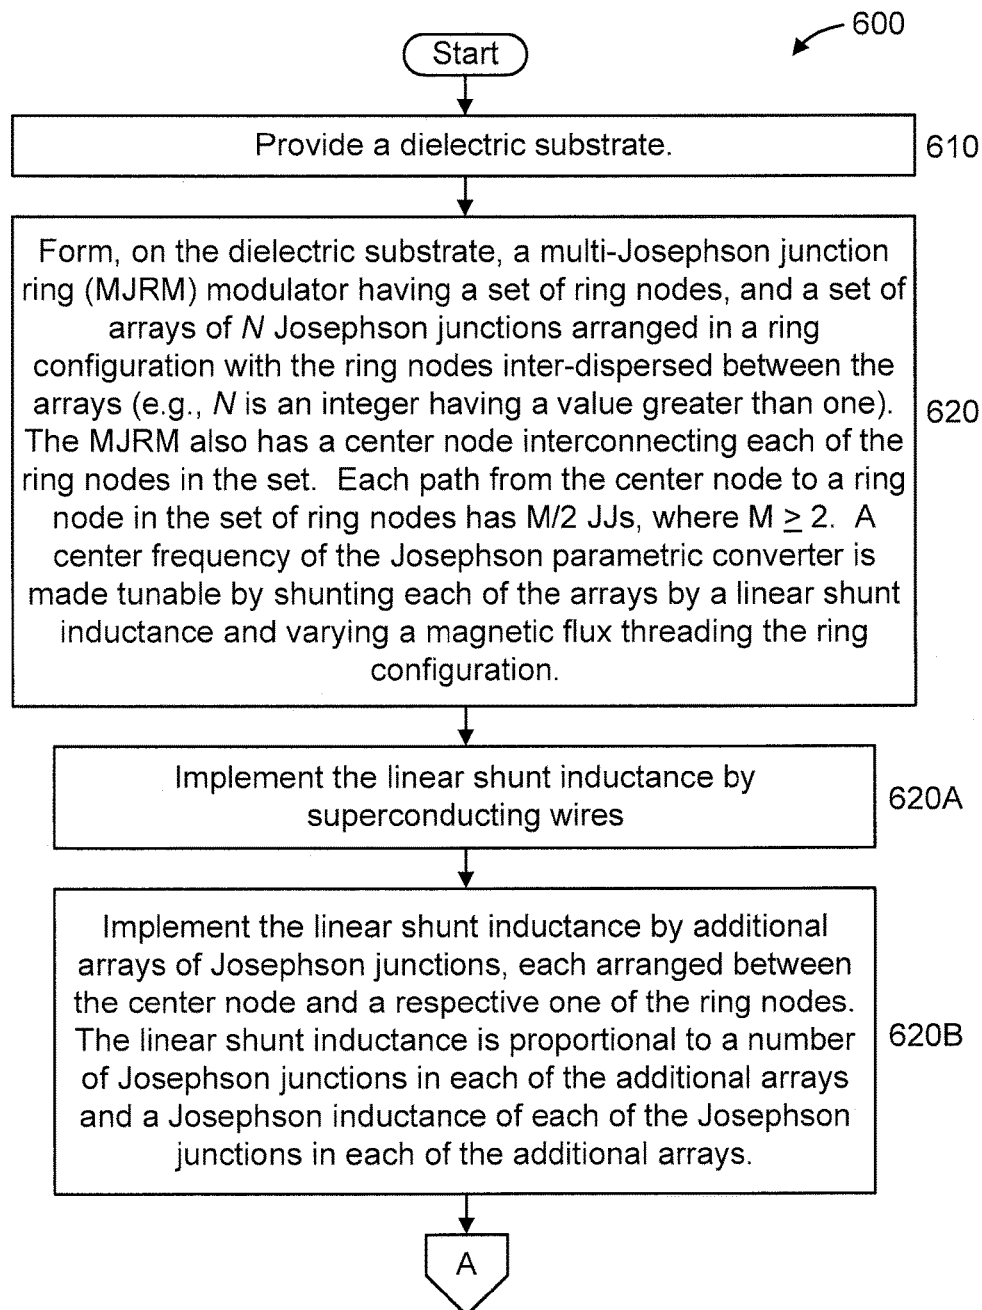 600
Start
Provide a dielectric substrate.
610
Form, on the dielectric substrate, a multi-Josephson junction
ring (MJRM) modulator having a set of ring nodes, and a set of
arrays of N Josephson junctions arranged in a ring
configuration with the ring nodes inter-dispersed between the
arrays (e.g., N is an integer having a value greater than one).
The MJRM also has a center node interconnecting each of the
ring nodes in the set.  Each path from the center node to a ring
node in the set of ring nodes has M/2 JJs, where M ≥ 2.  A
center frequency of the Josephson parametric converter is
made tunable by shunting each of the arrays by a linear shunt
inductance and varying a magnetic flux threading the ring
configuration.
620
Implement the linear shunt inductance by
superconducting wires
620A
Implement the linear shunt inductance by additional
arrays of Josephson junctions, each arranged between
the center node and a respective one of the ring nodes.
The linear shunt inductance is proportional to a number
of Josephson junctions in each of the additional arrays
and a Josephson inductance of each of the Josephson
junctions in each of the additional arrays.
620B
A